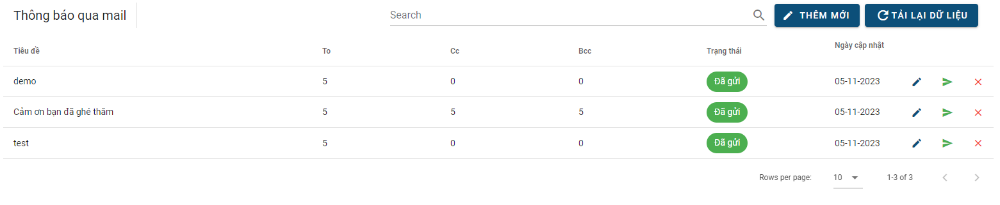 Thông báo qua mail Search THÊM MỚI TẢI LẠI DỮ LIỆU
Tiêu đề To Cc Bcc Trạng thái Ngày cập nhật
demo 5 0 0 Đã gửi 05-11-2023
Cảm ơn bạn đã ghé thăm 5 5 5 Đã gửi 05-11-2023
test 5 0 0 Đã gửi 05-11-2023
Rows per page: 10 1-3 of 3